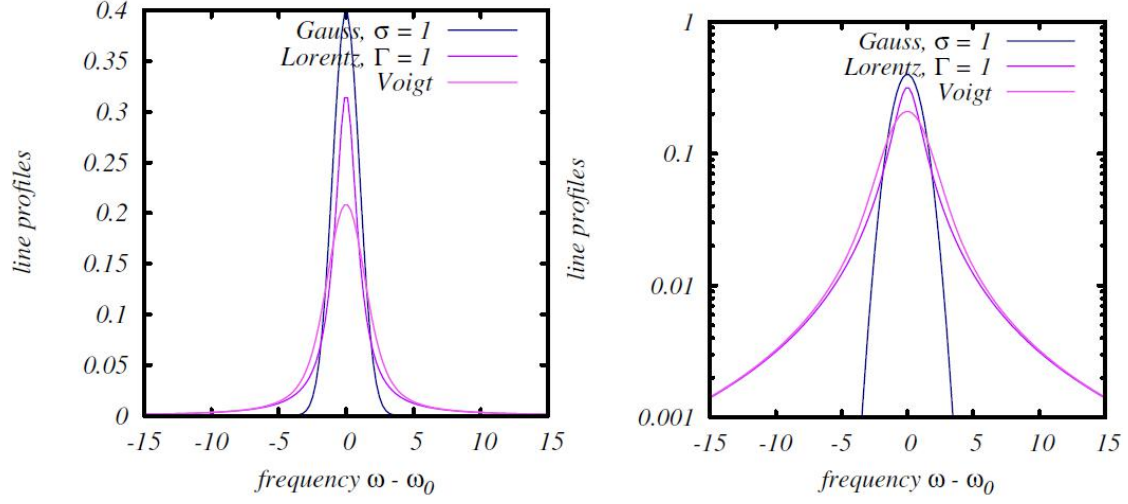 0.4
0.35
0.3
0.25
0.2
0.15
0.1
0.05
0
line profiles
Gauss, σ = 1
Lorentz, Γ = 1
Voigt
-15 -10 -5 0 5 10 15
frequency ω - ω0
1
0.1
0.01
0.001
line profiles
Gauss, σ = 1
Lorentz, Γ = 1
Voigt
-15 -10 -5 0 5 10 15
frequency ω - ω0